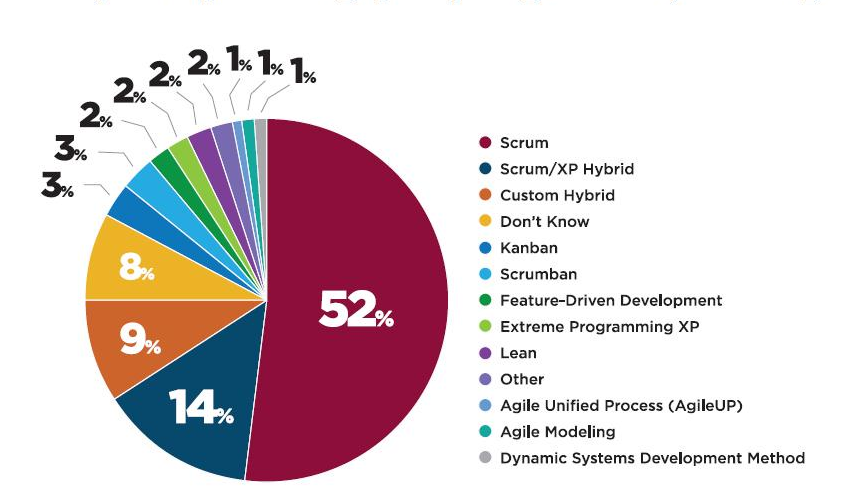 1%
1%
1%
2%
2%
2%
2%
3%
3%
8%
52%
9%
14%
Scrum
Scrum/XP Hybrid
Custom Hybrid
Don't Know
Kanban
Scrumban
Feature-Driven Development
Extreme Programming XP
Lean
Other
Agile Unified Process (AgileUP)
Agile Modeling
Dynamic Systems Development Method